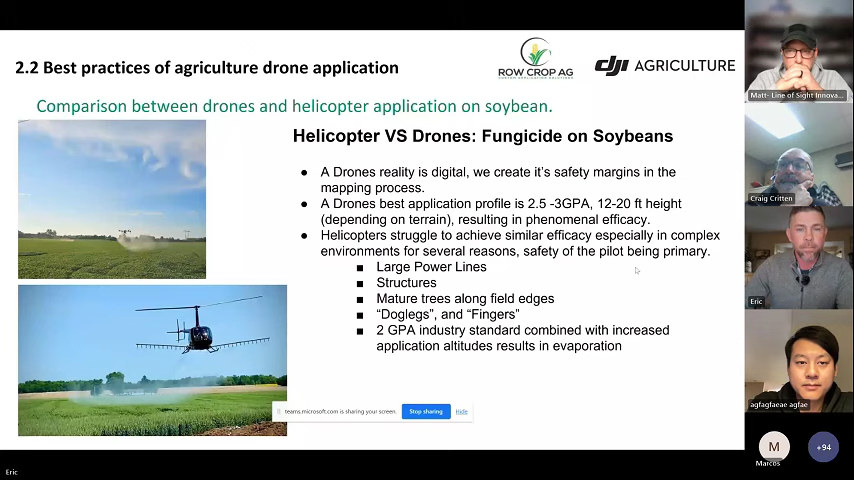 2.2 Best practices of agriculture drone application
ROW CROP AG
CUSTOM APPLICATION SOLUTIONS
dji AGRICULTURE
Comparison between drones and helicopter application on soybean.
Helicopter VS Drones: Fungicide on Soybeans
● A Drones reality is digital, we create it's safety margins in the
mapping process.
● A Drones best application profile is 2.5 -3GPA, 12-20 ft height
(depending on terrain), resulting in phenomenal efficacy.
● Helicopters struggle to achieve similar efficacy especially in complex
environments for several reasons, safety of the pilot being primary.
■ Large Power Lines
■ Structures
■ Mature trees along field edges
■ “Doglegs”, and “Fingers”
■ 2 GPA industry standard combined with increased
application altitudes results in evaporation
teams.microsoft.com is sharing your screen.
Stop sharing
Hide
Matt- Line of Sight Innova...
Craig Critten
Eric
agfagfaeae agfae
M
Marcos
+94
Eric